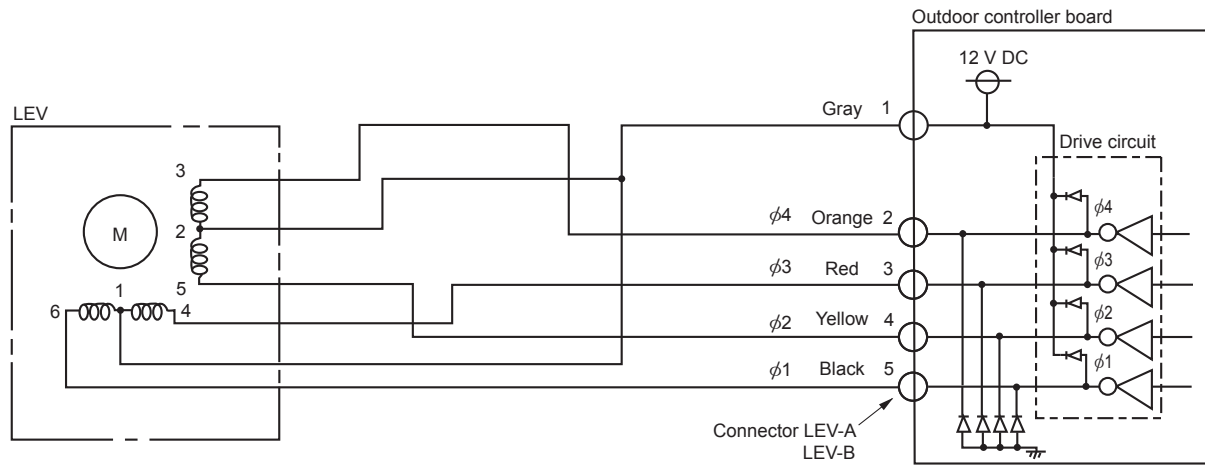 Outdoor controller board
12 V DC
LEV
Gray 1
Drive circuit
3
ϕ4 Orange 2
ϕ4
M
2
ϕ3 Red 3
ϕ3
5
1
6 4
ϕ2 Yellow 4
ϕ2
ϕ1 Black 5
ϕ1
Connector LEV-A
LEV-B